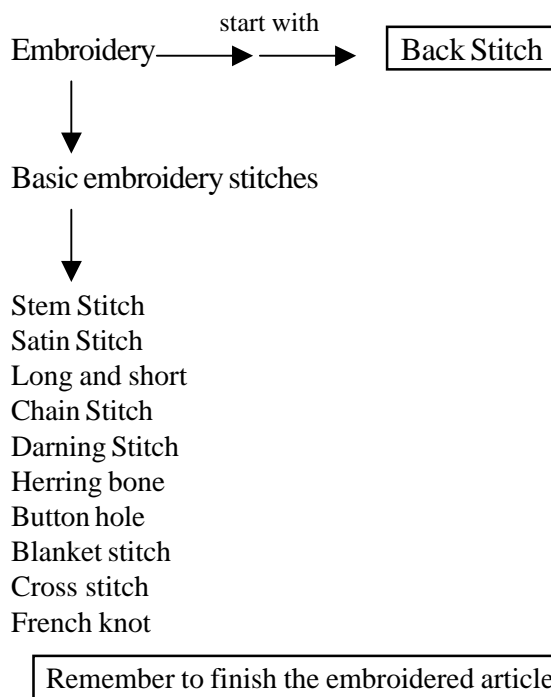 start with
Embroidery
Back Stitch
Basic embroidery stitches
Stem Stitch
Satin Stitch
Long and short
Chain Stitch
Darning Stitch
Herring bone
Button hole
Blanket stitch
Cross stitch
French knot
Remember to finish the embroidered article